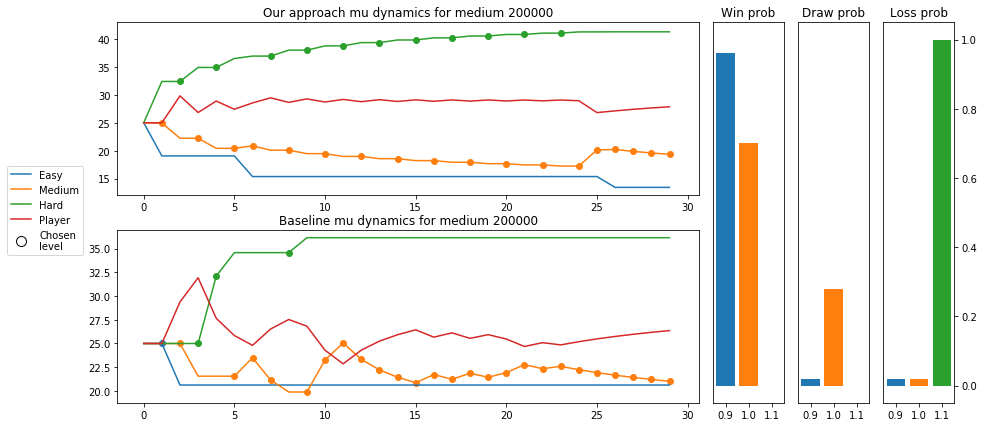 Our approach mu dynamics for medium 200000
Win prob
Draw prob
Loss prob
40
35
30
25
20
15
0 5 10 15 20 25 30
Easy
Medium
Hard
Player
Chosen
level
Baseline mu dynamics for medium 200000
35.0
32.5
30.0
27.5
25.0
22.5
20.0
0 5 10 15 20 25 30
0.9 1.0 1.1
0.9 1.0 1.1
0.9 1.0 1.1
1.0
0.8
0.6
0.4
0.2
0.0